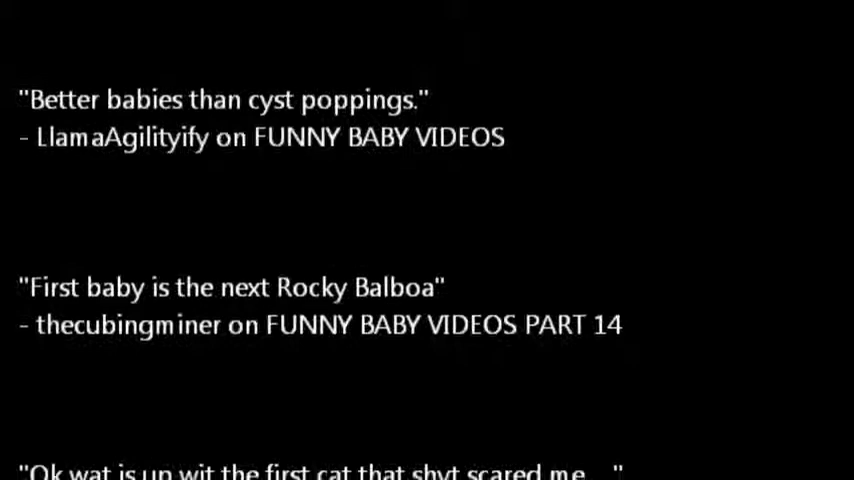 "Better babies than cyst poppings."
- LlamaAgilityify on FUNNY BABY VIDEOS
"First baby is the next Rocky Balboa"
- thecubingminer on FUNNY BABY VIDEOS PART 14
"Ok wat is up wit the first cat that shyt scared me... "